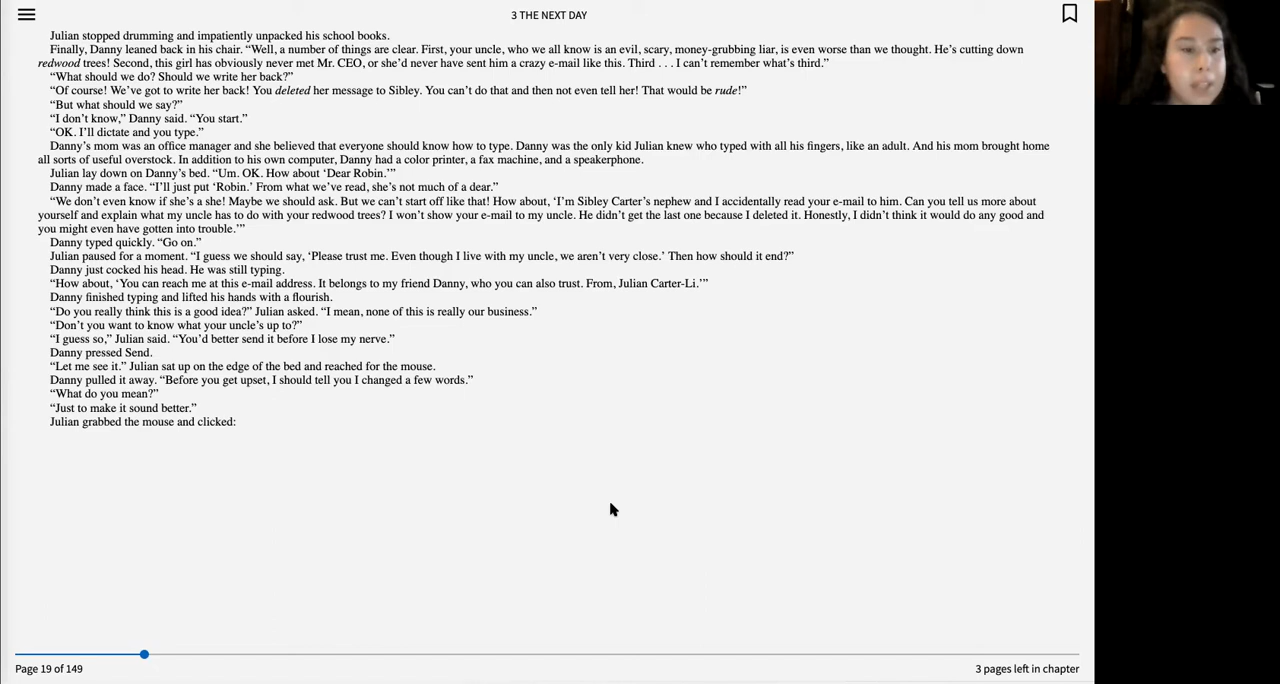 3 THE NEXT DAY
Julian stopped drumming and impatiently unpacked his school books.
Finally, Danny leaned back in his chair. “Well, a number of things are clear. First, your uncle, who we all know is an evil, scary, money-grubbing liar, is even worse than we thought. He’s cutting down
redwood trees! Second, this girl has obviously never met Mr. CEO, or she’d never have sent him a crazy e-mail like this. Third . . . I can’t remember what’s third.”
“What should we do? Should we write her back?”
“Of course! We’ve got to write her back! You deleted her message to Sibley. You can’t do that and then not even tell her! That would be rude!”
“But what should we say?”
“I don’t know,” Danny said. “You start.”
“OK. I’ll dictate and you type.”
Danny’s mom was an office manager and she believed that everyone should know how to type. Danny was the only kid Julian knew who typed with all his fingers, like an adult. And his mom brought home
all sorts of useful overstock. In addition to his own computer, Danny had a color printer, a fax machine, and a speakerphone.
Julian lay down on Danny’s bed. “Um. OK. How about ‘Dear Robin.’”
Danny made a face. “I’ll just put ‘Robin.’ From what we’ve read, she’s not much of a dear.”
“We don’t even know if she’s a she! Maybe we should ask. But we can’t start off like that! How about, ‘I’m Sibley Carter’s nephew and I accidentally read your e-mail to him. Can you tell us more about
yourself and explain what my uncle has to do with your redwood trees? I won’t show your e-mail to my uncle. He didn’t get the last one because I deleted it. Honestly, I didn’t think it would do any good and
you might even have gotten into trouble.’”
Danny typed quickly. “Go on.”
Julian paused for a moment. “I guess we should say, ‘Please trust me. Even though I live with my uncle, we aren’t very close.’ Then how should it end?”
Danny just cocked his head. He was still typing.
“How about, ‘You can reach me at this e-mail address. It belongs to my friend Danny, who you can also trust. From, Julian Carter-Li.’”
Danny finished typing and lifted his hands with a flourish.
“Do you really think this is a good idea?” Julian asked. “I mean, none of this is really our business.”
“Don’t you want to know what your uncle’s up to?”
“I guess so,” Julian said. “You’d better send it before I lose my nerve.”
Danny pressed Send.
“Let me see it.” Julian sat up on the edge of the bed and reached for the mouse.
Danny pulled it away. “Before you get upset, I should tell you I changed a few words.”
“What do you mean?”
“Just to make it sound better.”
Julian grabbed the mouse and clicked:
Page 19 of 149
3 pages left in chapter